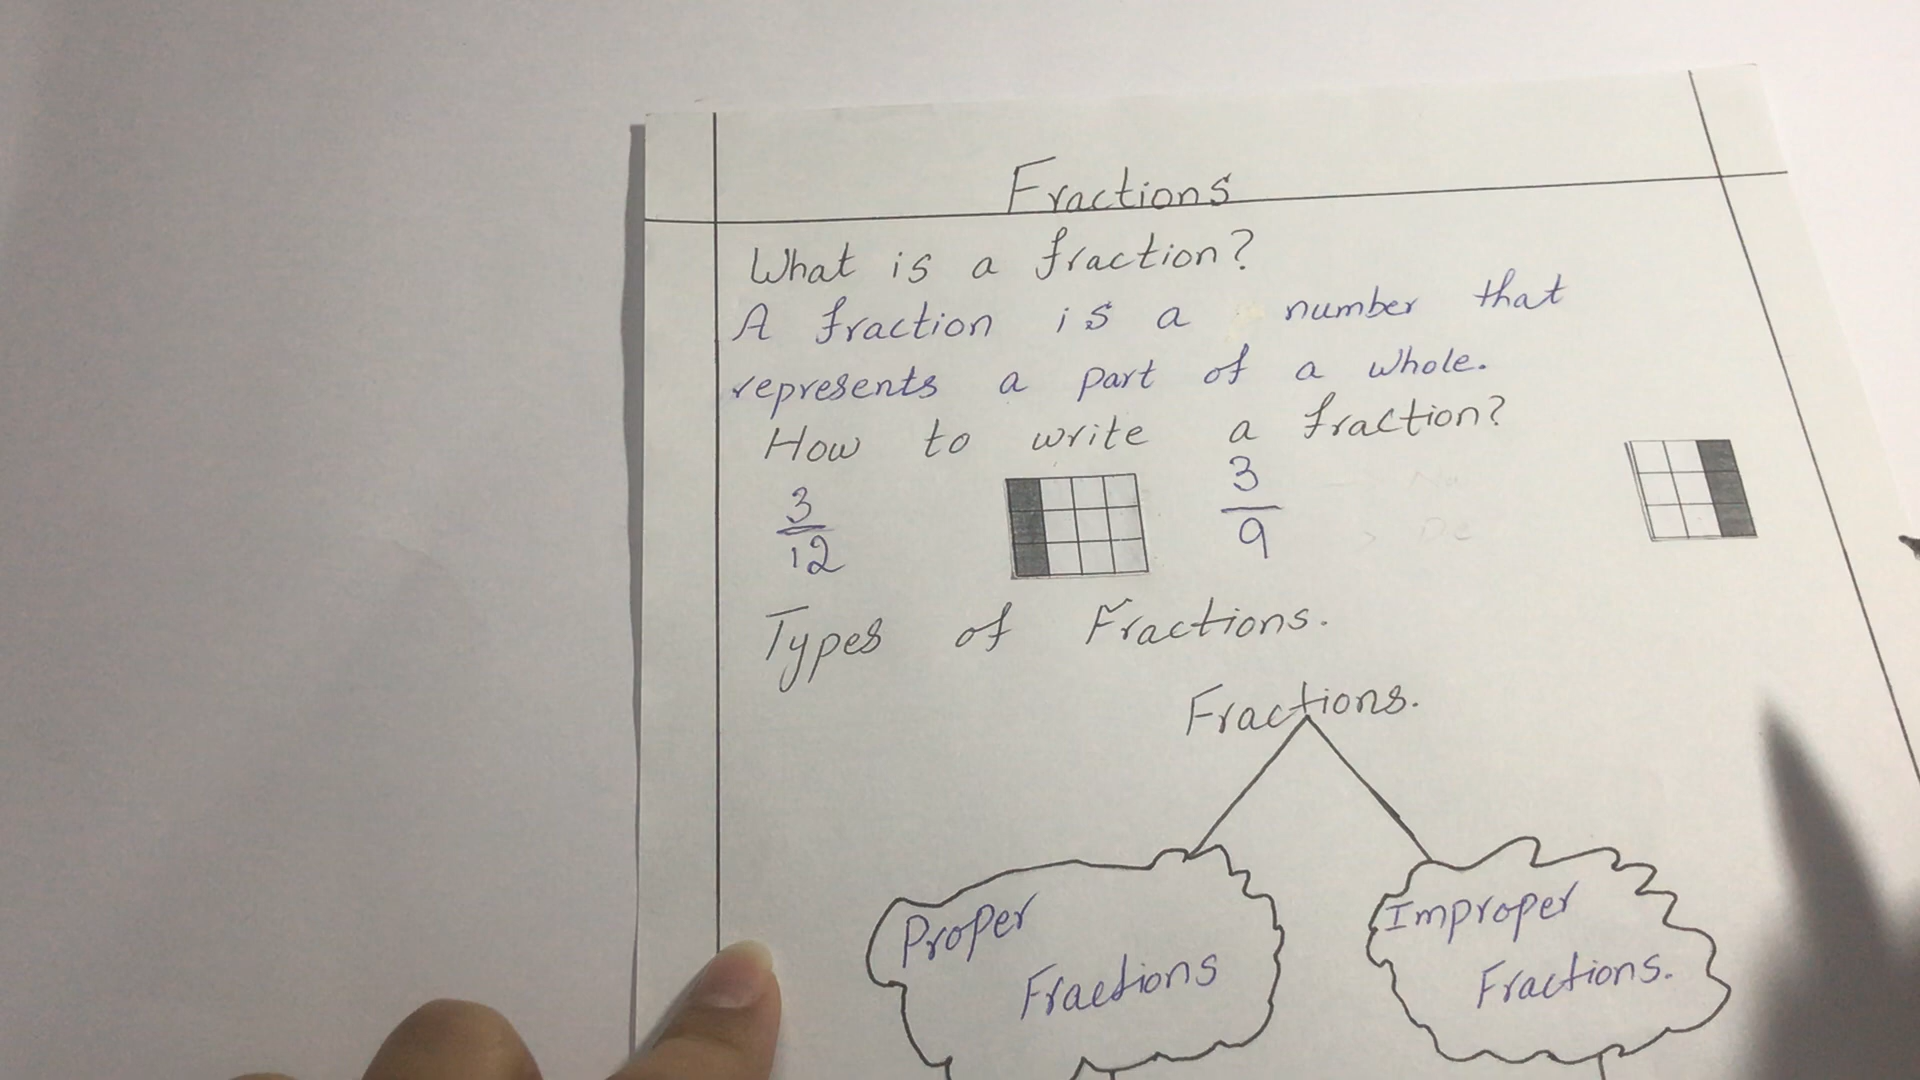 Fractions
What is a fraction?
A fraction is a number that
represents a part of a whole.
How to write a fraction?
3/12 3/9
Types of Fractions.
Fractions.
Proper Fractions
Improper Fractions.